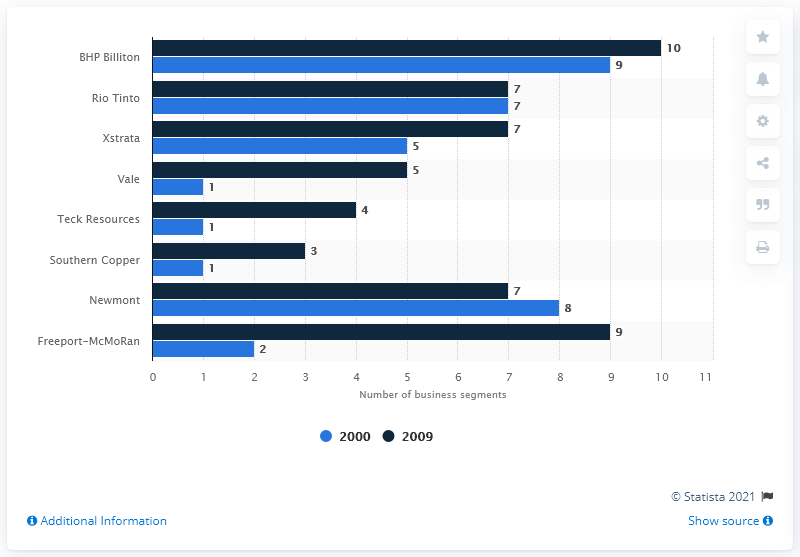 BHP Billiton
10
9
Rio Tinto
7
7
Xstrata
7
5
Vale
5
1
Teck Resources
4
1
Southern Copper
3
1
Newmont
7
8
Freeport-McMoRan
9
2
0 1 2 3 4 5 6 7 8 9 10 11
Number of business segments
2000 2009
© Statista 2021
Additional Information
Show source